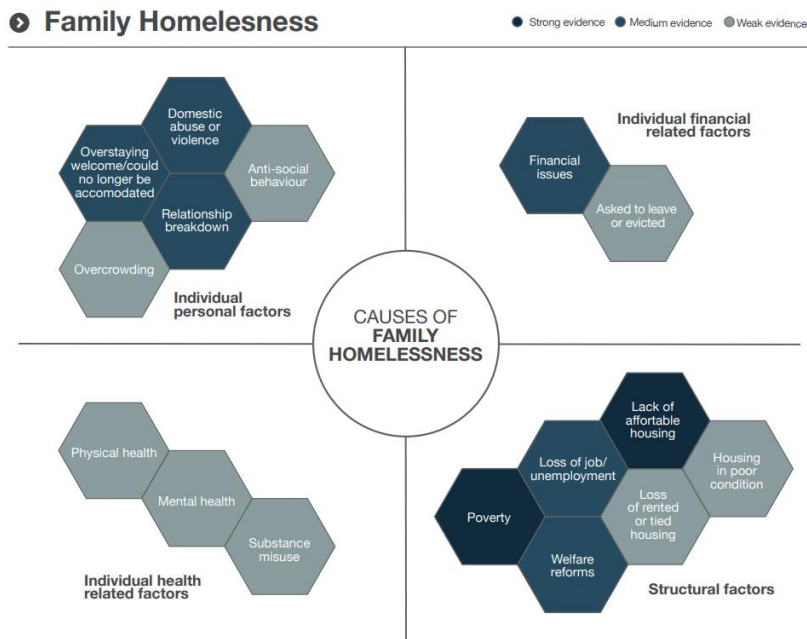 Family Homelesness
Strong evidence
Medium evidence
Weak evidence
Domestic
abuse or
violence
Overstaying
welcome/could
no longer be
accomodated
Anti-social
behaviour
Relationship
breakdown
Overcrowding
Individual
personal factors
Individual financial
related factors
Financial
issues
Asked to leave
or evicted
CAUSES OF
FAMILY
HOMELESSNESS
Physical health
Mental health
Substance
misuse
Individual health
related factors
Lack of
affortable
housing
Loss of job/
unemployment
Housing
in poor
condition
Poverty
Loss
of rented
or tied
housing
Welfare
reforms
Structural factors